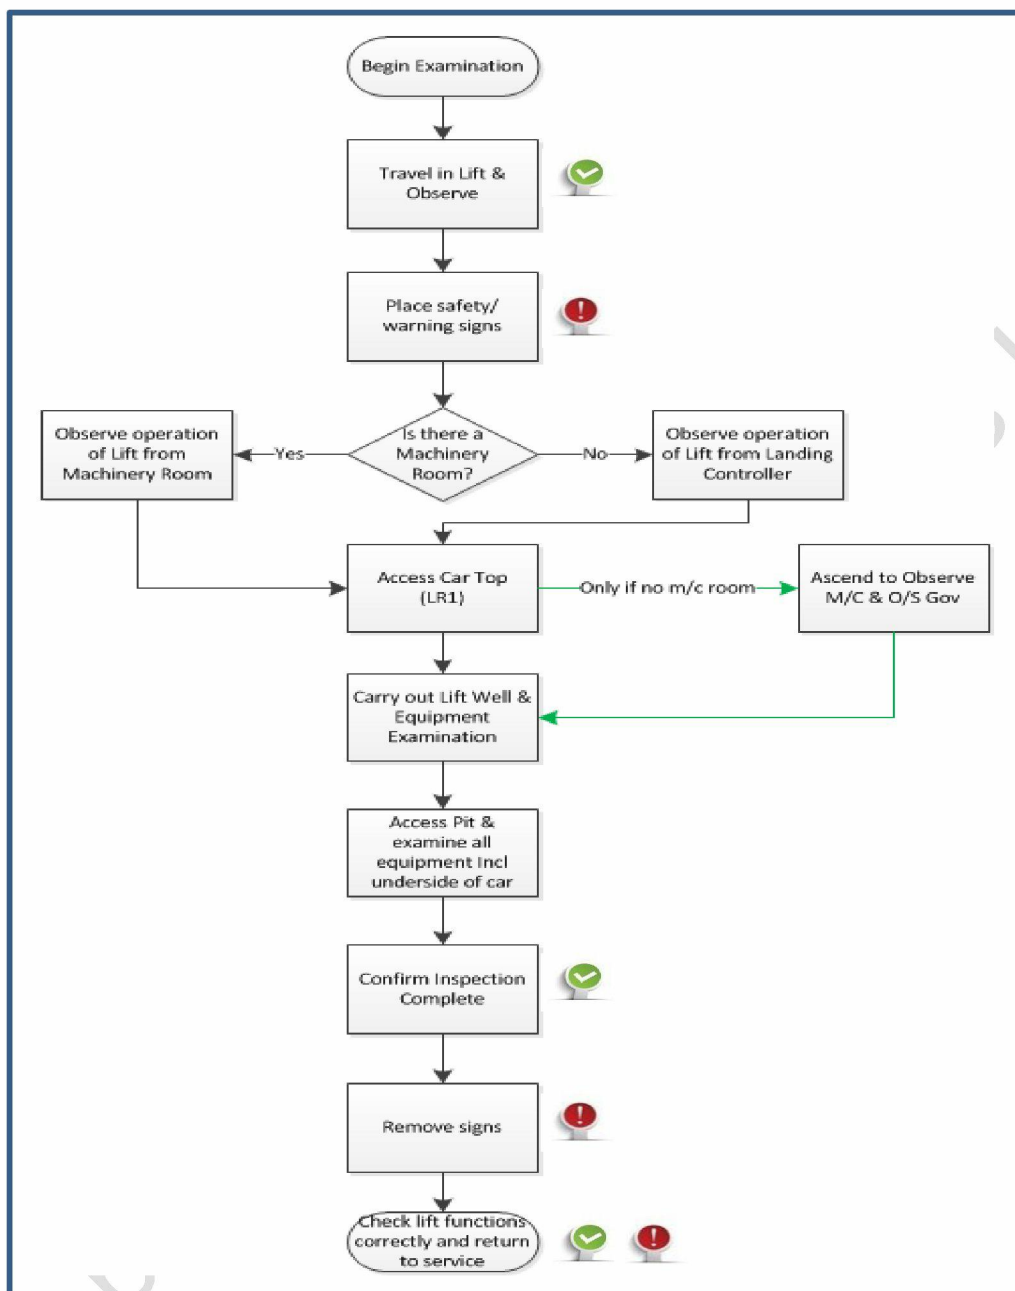 Begin Examination
Travel in Lift &
Observe
Place safety/
warning signs
Is there a
Machinery
Room?
Yes
No
Observe operation
of Lift from
Machinery Room
Observe operation
of Lift from Landing
Controller
Access Car Top
(LR1)
Only if no m/c room
Ascend to Observe
M/C & O/S Gov
Carry out Lift Well &
Equipment
Examination
Access Pit &
examine all
equipment Incl
underside of car
Confirm Inspection
Complete
Remove signs
Check lift functions
correctly and return
to service